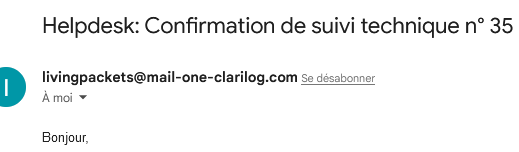 Helpdesk: Confirmation de suivi technique n° 35
I
livingpackets@mail-one-clarilog.com Se désabonner
À moi
Bonjour,